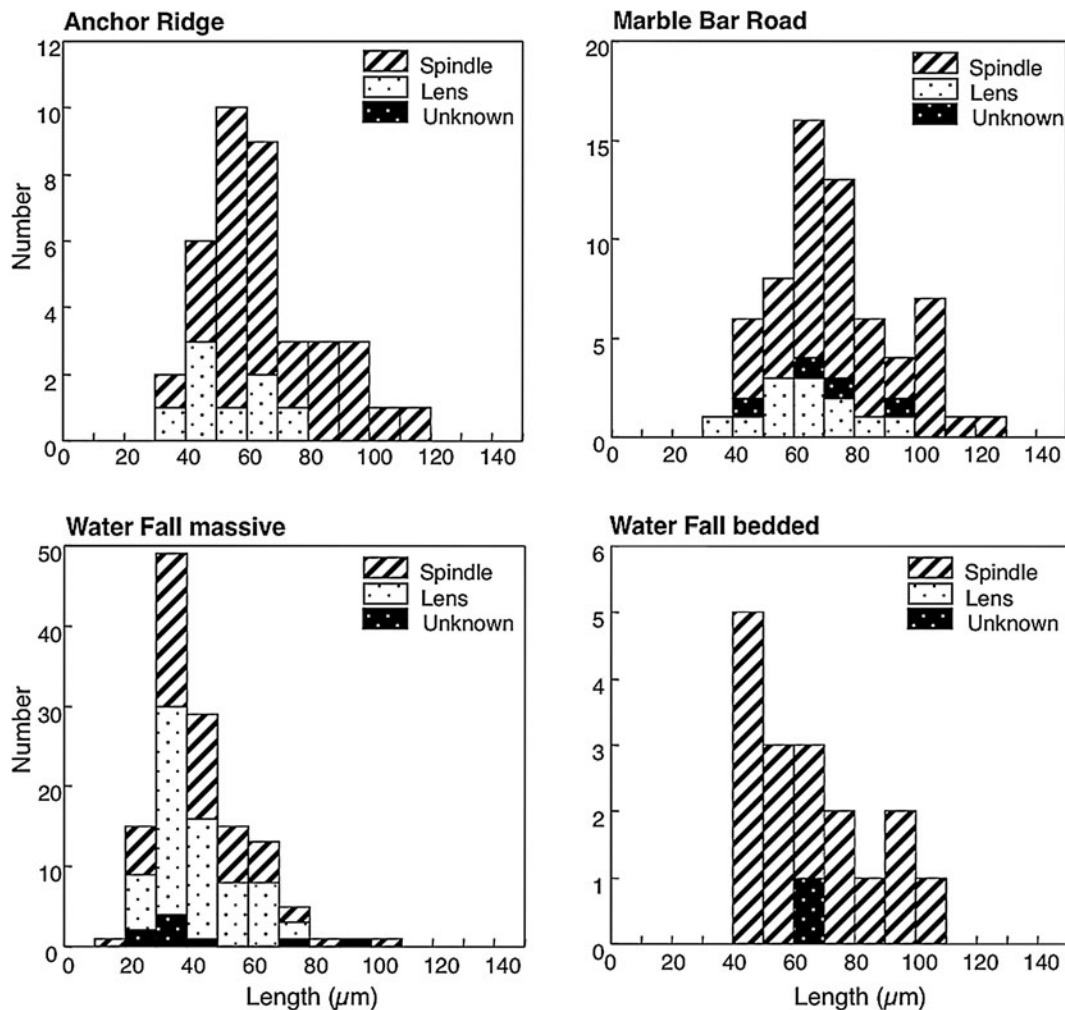 Anchor Ridge
12
10
8
6
4
2
0
Number
Spindle
Lens
Unknown
0 20 40 60 80 100 120 140
Marble Bar Road
20
15
10
5
0
Spindle
Lens
Unknown
0 20 40 60 80 100 120 140
Water Fall massive
50
40
30
20
10
0
Number
Spindle
Lens
Unknown
0 20 40 60 80 100 120 140
Length (µm)
Water Fall bedded
6
5
4
3
2
1
0
Spindle
Lens
Unknown
0 20 40 60 80 100 120 140
Length (µm)